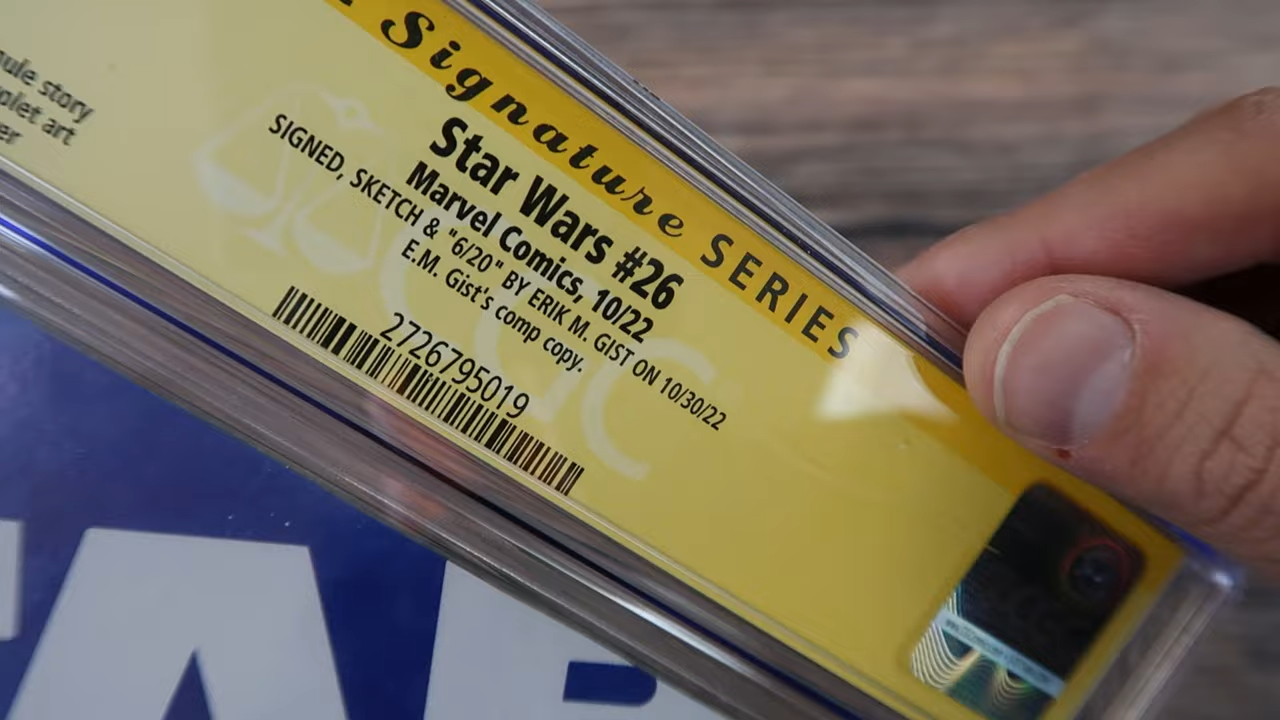 Signature SERIES
Star Wars #26
Marvel Comics, 10/22
SIGNED, SKETCH & "6/20" BY ERIK M. GIST ON 10/30/22
E.M. Gist's comp copy.
2726795019
story
art
CGC